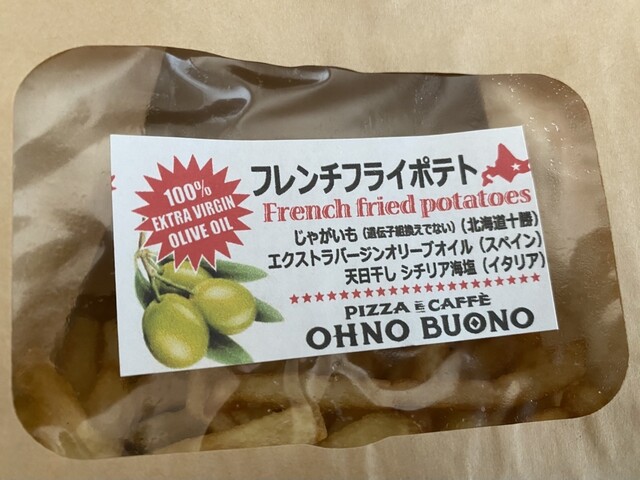 100%
EXTRA VIRGIN
OLIVE OIL
フレンチフライポテト
French fried potatoes
じゃがいも（遺伝子組換えでない）（北海道十勝）
エクストラバージンオリーブオイル（スペイン）
天日干し シチリア海塩（イタリア）
PIZZA E CAFFÈ
OHNO BUONO